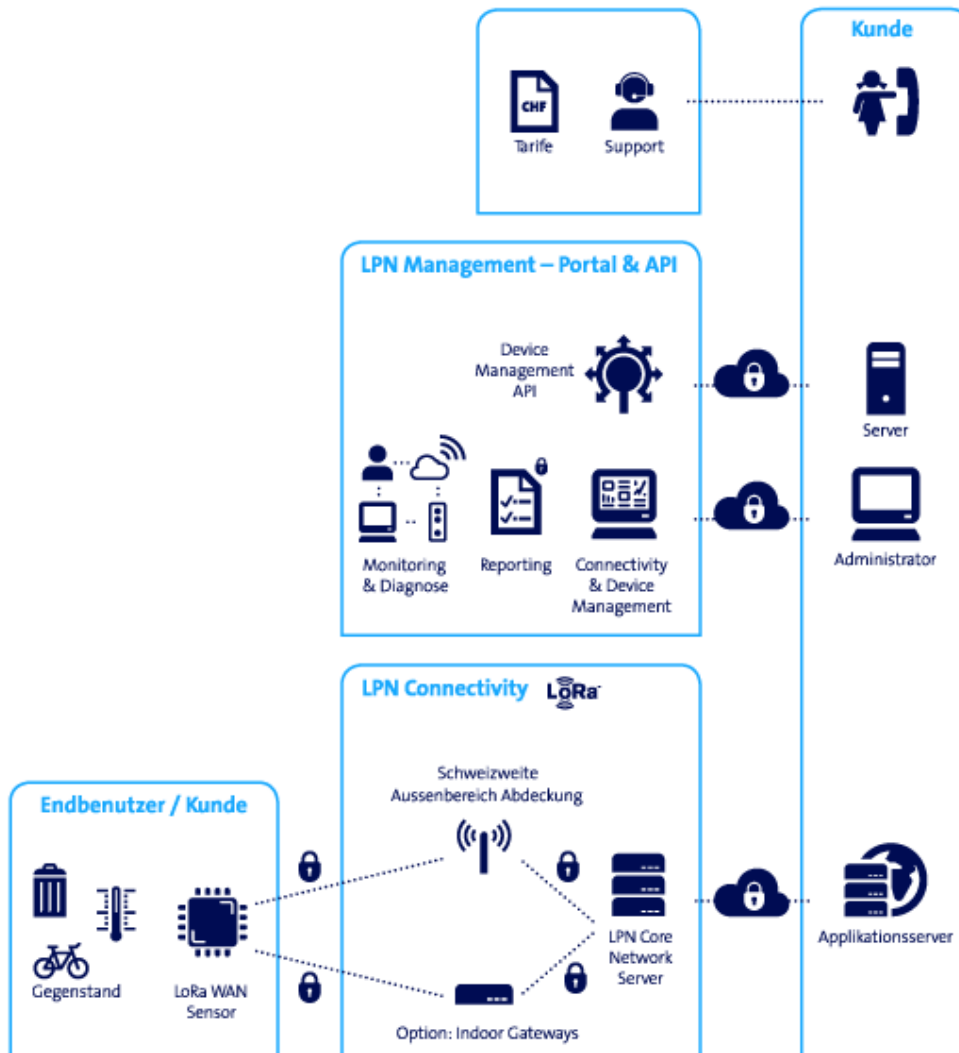 Kunde
CHF
Tarife
Support
LPN Management – Portal & API
Device
Management
API
Server
Monitoring
& Diagnose
Reporting
Connectivity
& Device
Management
Administrator
LPN Connectivity
LoRa
Schweizweite
Aussenbereich Abdeckung
Endbenutzer / Kunde
Gegenstand
LoRa WAN
Sensor
LPN Core
Network
Server
Applikationsserver
Option: Indoor Gateways